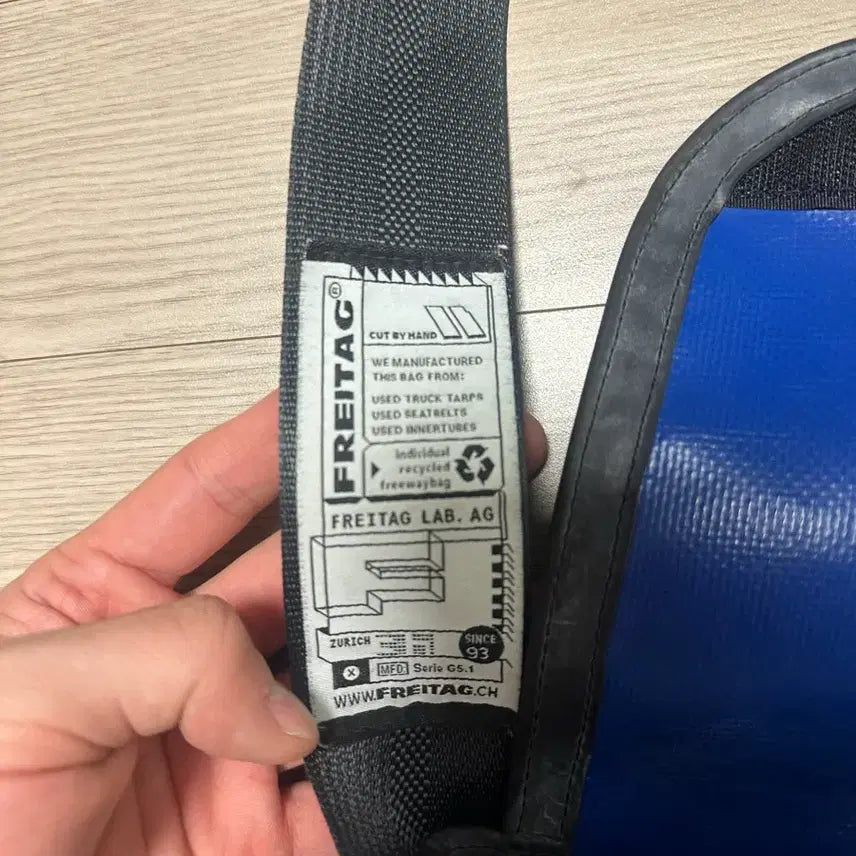 FREITAG®
CUT BY HAND
WE MANUFACTURED
THIS BAG FROM:
USED TRUCK TARPS
USED SEATBELTS
USED INNERTUBES
individual
recycled
freewaybag
FREITAG LAB. AG
ZURICH
SINCE
93
MFD: Serie G5.1
WWW.FREITAG.CH